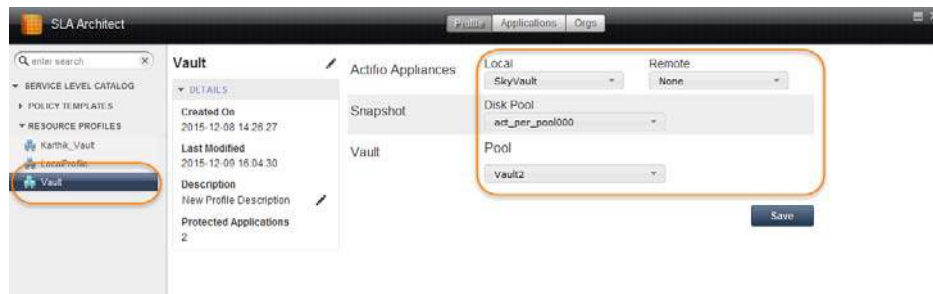 SLA Architect
Profile Applications Orgs
enter search
SERVICE LEVEL CATALOG
POLICY TEMPLATES
RESOURCE PROFILES
Karthik_Vault
LocalProfile
Vault
Vault
DETAILS
Created On
2015-12-08 14:26:27
Last Modified
2015-12-09 16:04:30
Description
New Profile Description
Protected Applications
2
Actifio Appliances
Local
Remote
SkyVault
None
Snapshot
Disk Pool
act_per_pool000
Vault
Pool
Vault2
Save